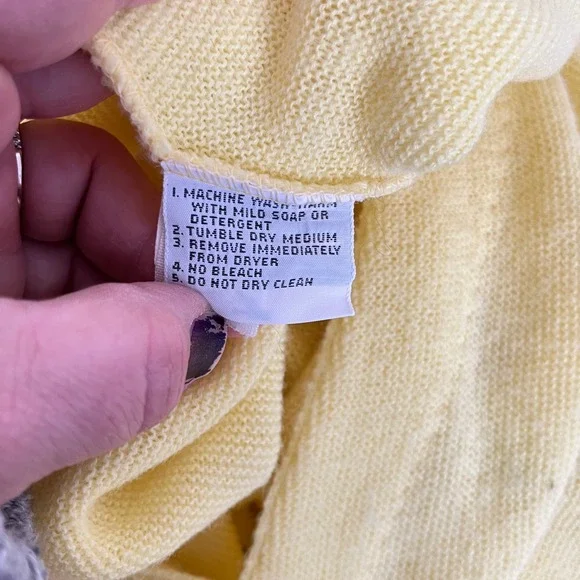 1. MACHINE WASH-WARM
WITH MILD SOAP OR
DETERGENT
2. TUMBLE DRY MEDIUM
3. REMOVE IMMEDIATELY
FROM DRYER
4. NO BLEACH
5. DO NOT DRY CLEAN